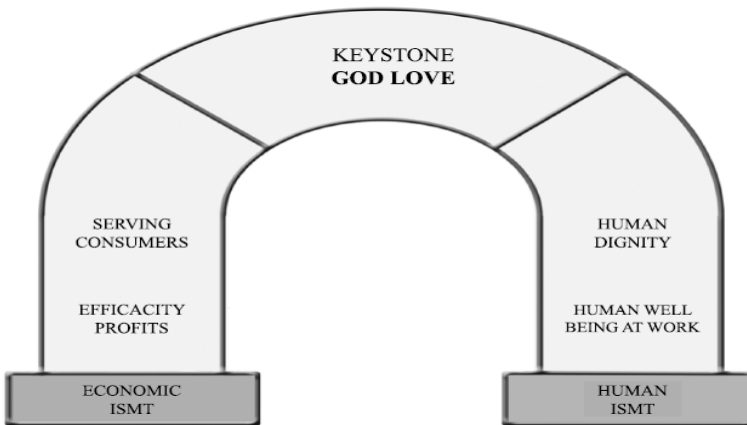 KEYSTONE
GOD LOVE
SERVING
CONSUMERS
EFFICACITY
PROFITS
ECONOMIC
ISMT
HUMAN
DIGNITY
HUMAN WELL
BEING AT WORK
HUMAN
ISMT